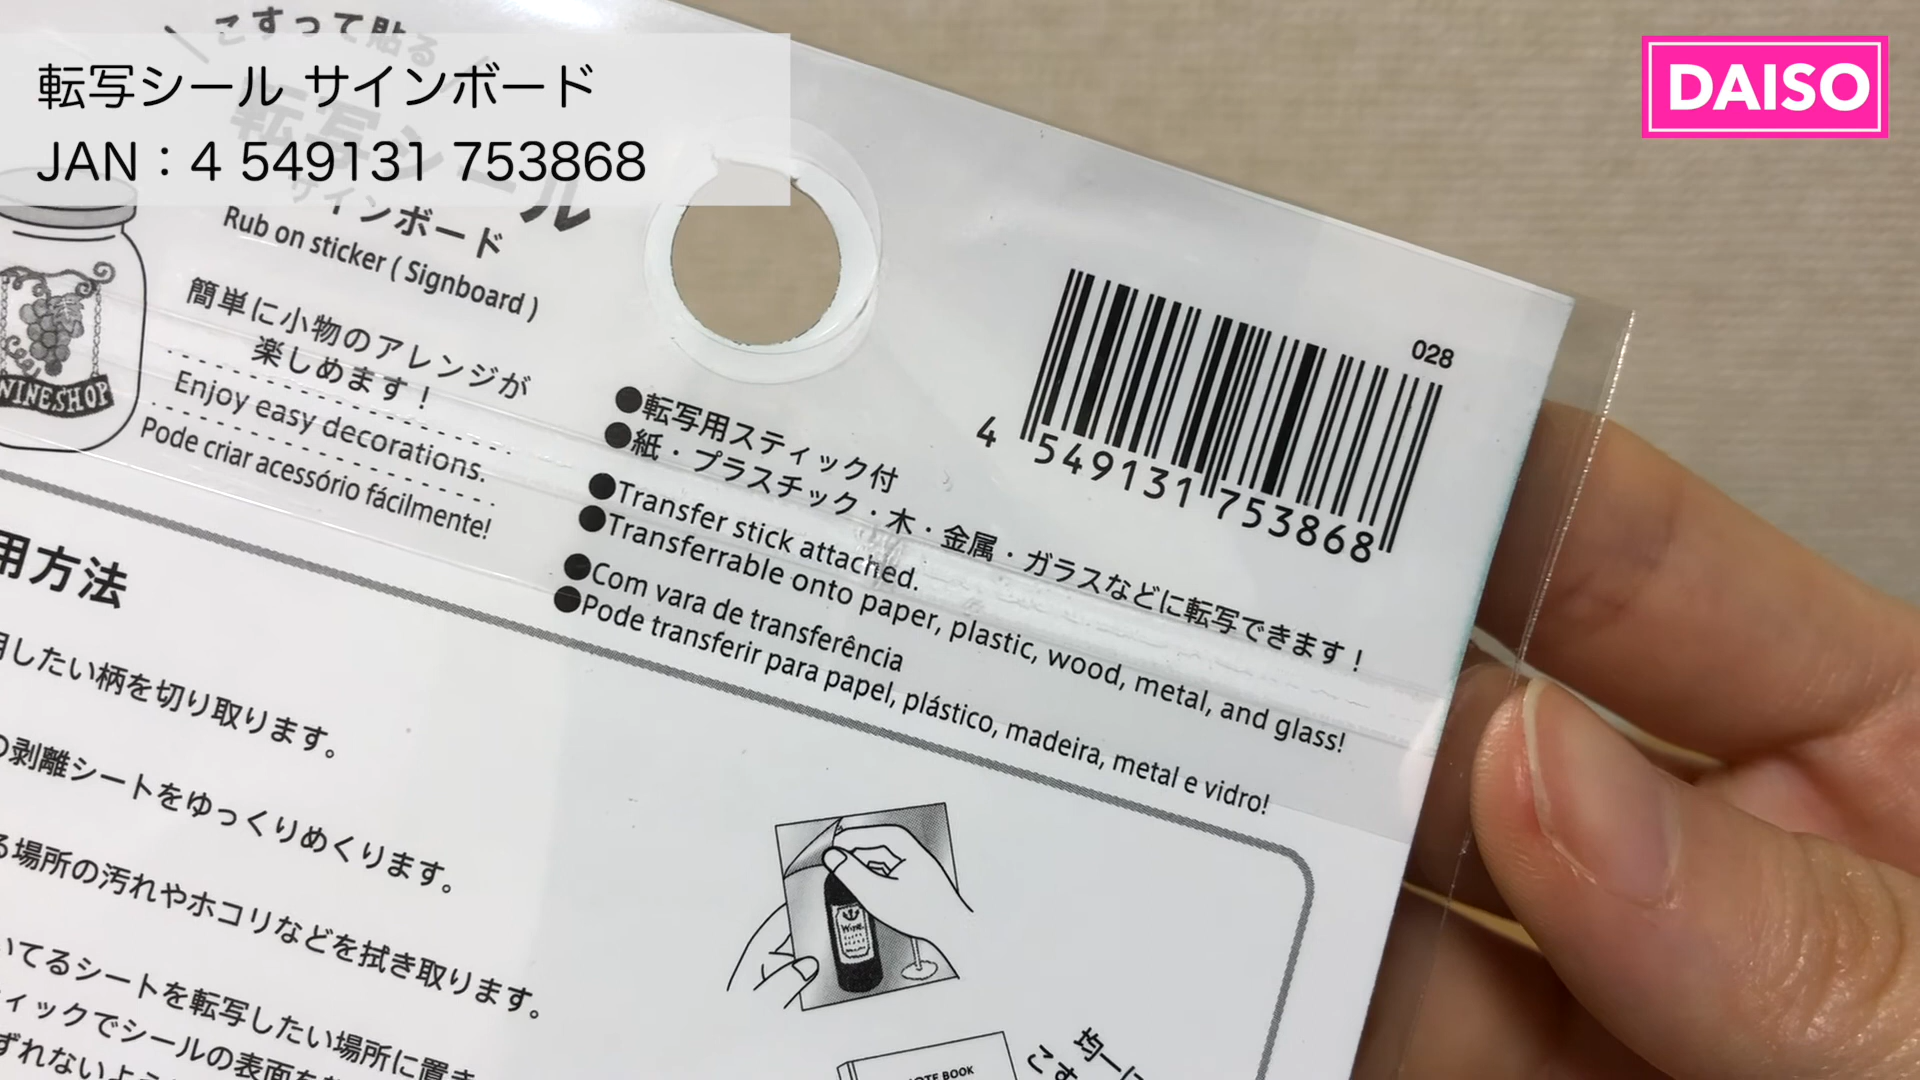 転写シール サインボード
JAN：4 549131 753868
DAISO
こすって貼る
転写シール
サインボード
Rub on sticker ( Signboard )
簡単に小物のアレンジが
楽しめます！
Enjoy easy decorations.
Pode criar acessório fácilmente!
WINESHOP
028
4 549131 753868
●転写用スティック付
●紙・プラスチック・木・金属・ガラスなどに転写できます！
●Transfer stick attached.
●Transferrable onto paper, plastic, wood, metal, and glass!
●Com vara de transferência
●Pode transferir para papel, plástico, madeira, metal e vidro!
用方法
用したい柄を切り取ります。
の剥離シートをゆっくりめくります。
る場所の汚れやホコリなどを拭き取ります。
いてるシートを転写したい場所に置き
ィックでシールの表面を
ずれないよう
Wine
NOTE BOOK
均一に
こす